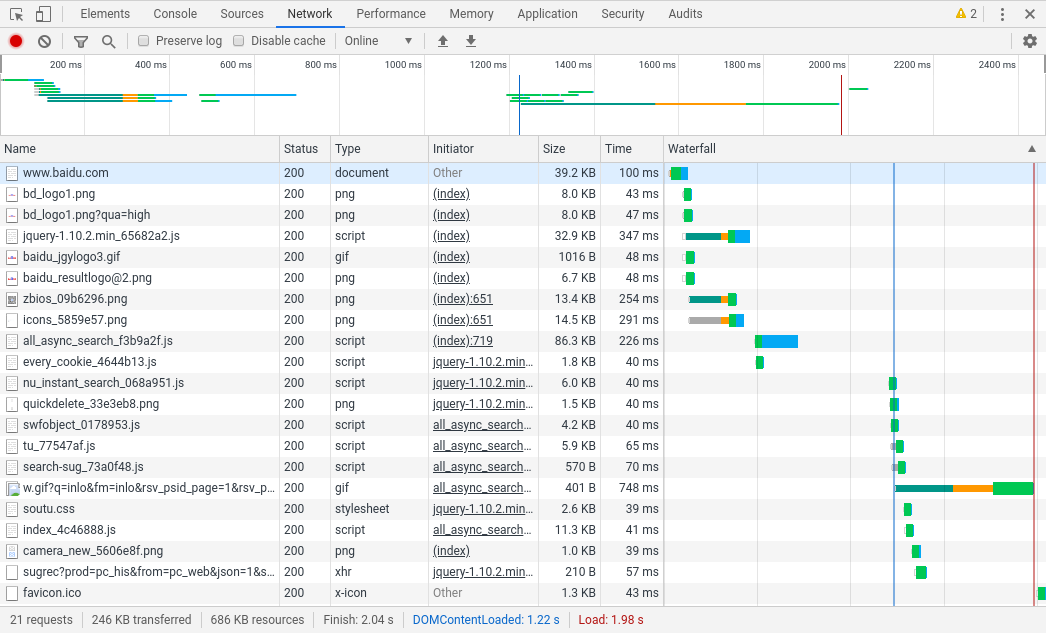 Elements Console Sources Network Performance Memory Application Security Audits 2
Preserve log Disable cache Online
200 ms 400 ms 600 ms 800 ms 1000 ms 1200 ms 1400 ms 1600 ms 1800 ms 2000 ms 2200 ms 2400 ms
Name Status Type Initiator Size Time Waterfall
www.baidu.com 200 document Other 39.2 KB 100 ms
bd_logo1.png 200 png (index) 8.0 KB 43 ms
bd_logo1.png?qua=high 200 png (index) 8.0 KB 47 ms
jquery-1.10.2.min_65682a2.js 200 script (index) 32.9 KB 347 ms
baidu_jgylogo3.gif 200 gif (index) 1016 B 48 ms
baidu_resultlogo@2.png 200 png (index) 6.7 KB 48 ms
zbios_09b6296.png 200 png (index):651 13.4 KB 254 ms
icons_5859e57.png 200 png (index):651 14.5 KB 291 ms
all_async_search_f3b9a2f.js 200 script (index):719 86.3 KB 226 ms
every_cookie_4644b13.js 200 script jquery-1.10.2.min… 1.8 KB 40 ms
nu_instant_search_068a951.js 200 script jquery-1.10.2.min… 6.0 KB 40 ms
quickdelete_33e3eb8.png 200 png jquery-1.10.2.min… 1.5 KB 40 ms
swfobject_0178953.js 200 script all_async_search… 4.2 KB 40 ms
tu_77547af.js 200 script all_async_search… 5.9 KB 65 ms
search-sug_73a0f48.js 200 script all_async_search… 570 B 70 ms
w.gif?q=inlo&fm=inlo&rsv_psid_page=1&rsv_p… 200 gif all_async_search… 401 B 748 ms
soutu.css 200 stylesheet jquery-1.10.2.min… 2.6 KB 39 ms
index_4c46888.js 200 script all_async_search… 11.3 KB 41 ms
camera_new_5606e8f.png 200 png (index) 1.0 KB 39 ms
sugrec?prod=pc_his&from=pc_web&json=1&s… 200 xhr jquery-1.10.2.min… 210 B 57 ms
favicon.ico 200 x-icon Other 1.3 KB 43 ms
21 requests 246 KB transferred 686 KB resources Finish: 2.04 s DOMContentLoaded: 1.22 s Load: 1.98 s